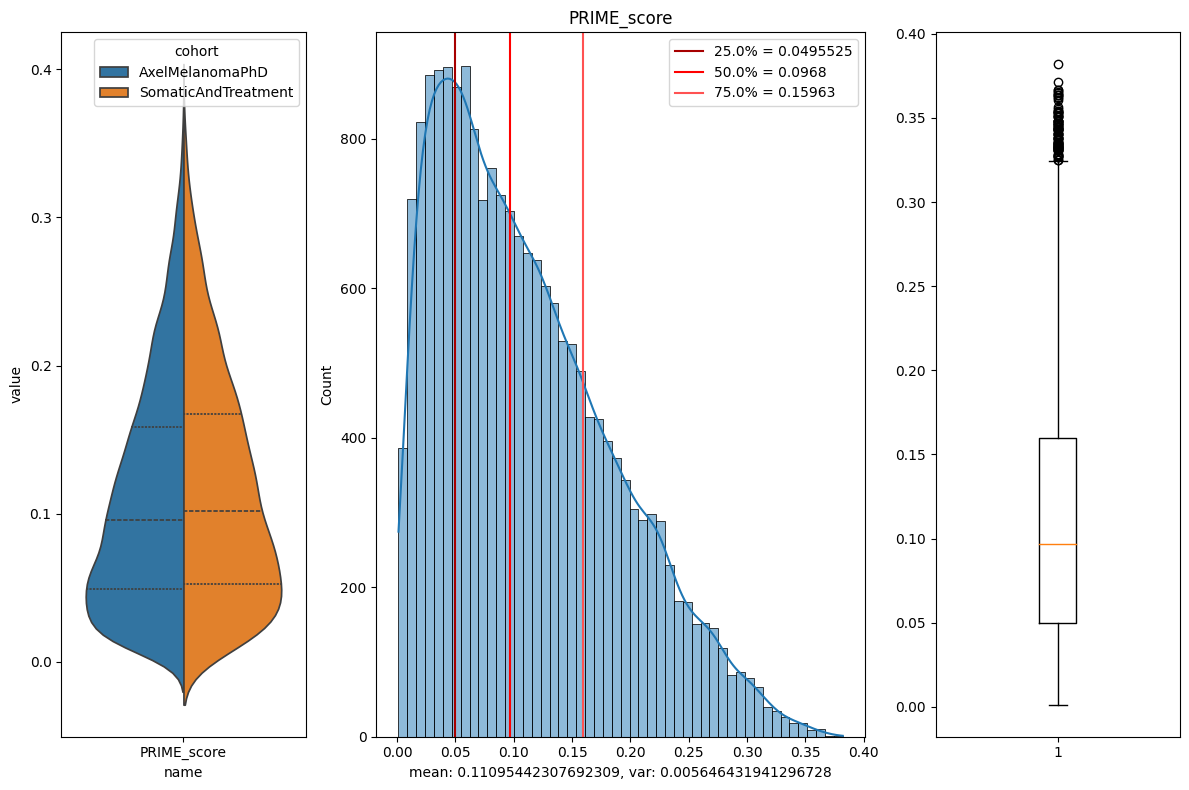 PRIME_score
cohort
AxelMelanomaPhD
SomaticAndTreatment
25.0% = 0.0495525
50.0% = 0.0968
75.0% = 0.15963
value
0.4
0.3
0.2
0.1
0.0
PRIME_score
name
Count
800
600
400
200
0
0.00 0.05 0.10 0.15 0.20 0.25 0.30 0.35 0.40
mean: 0.11095442307692309, var: 0.005646431941296728
0.40
0.35
0.30
0.25
0.20
0.15
0.10
0.05
0.00
1